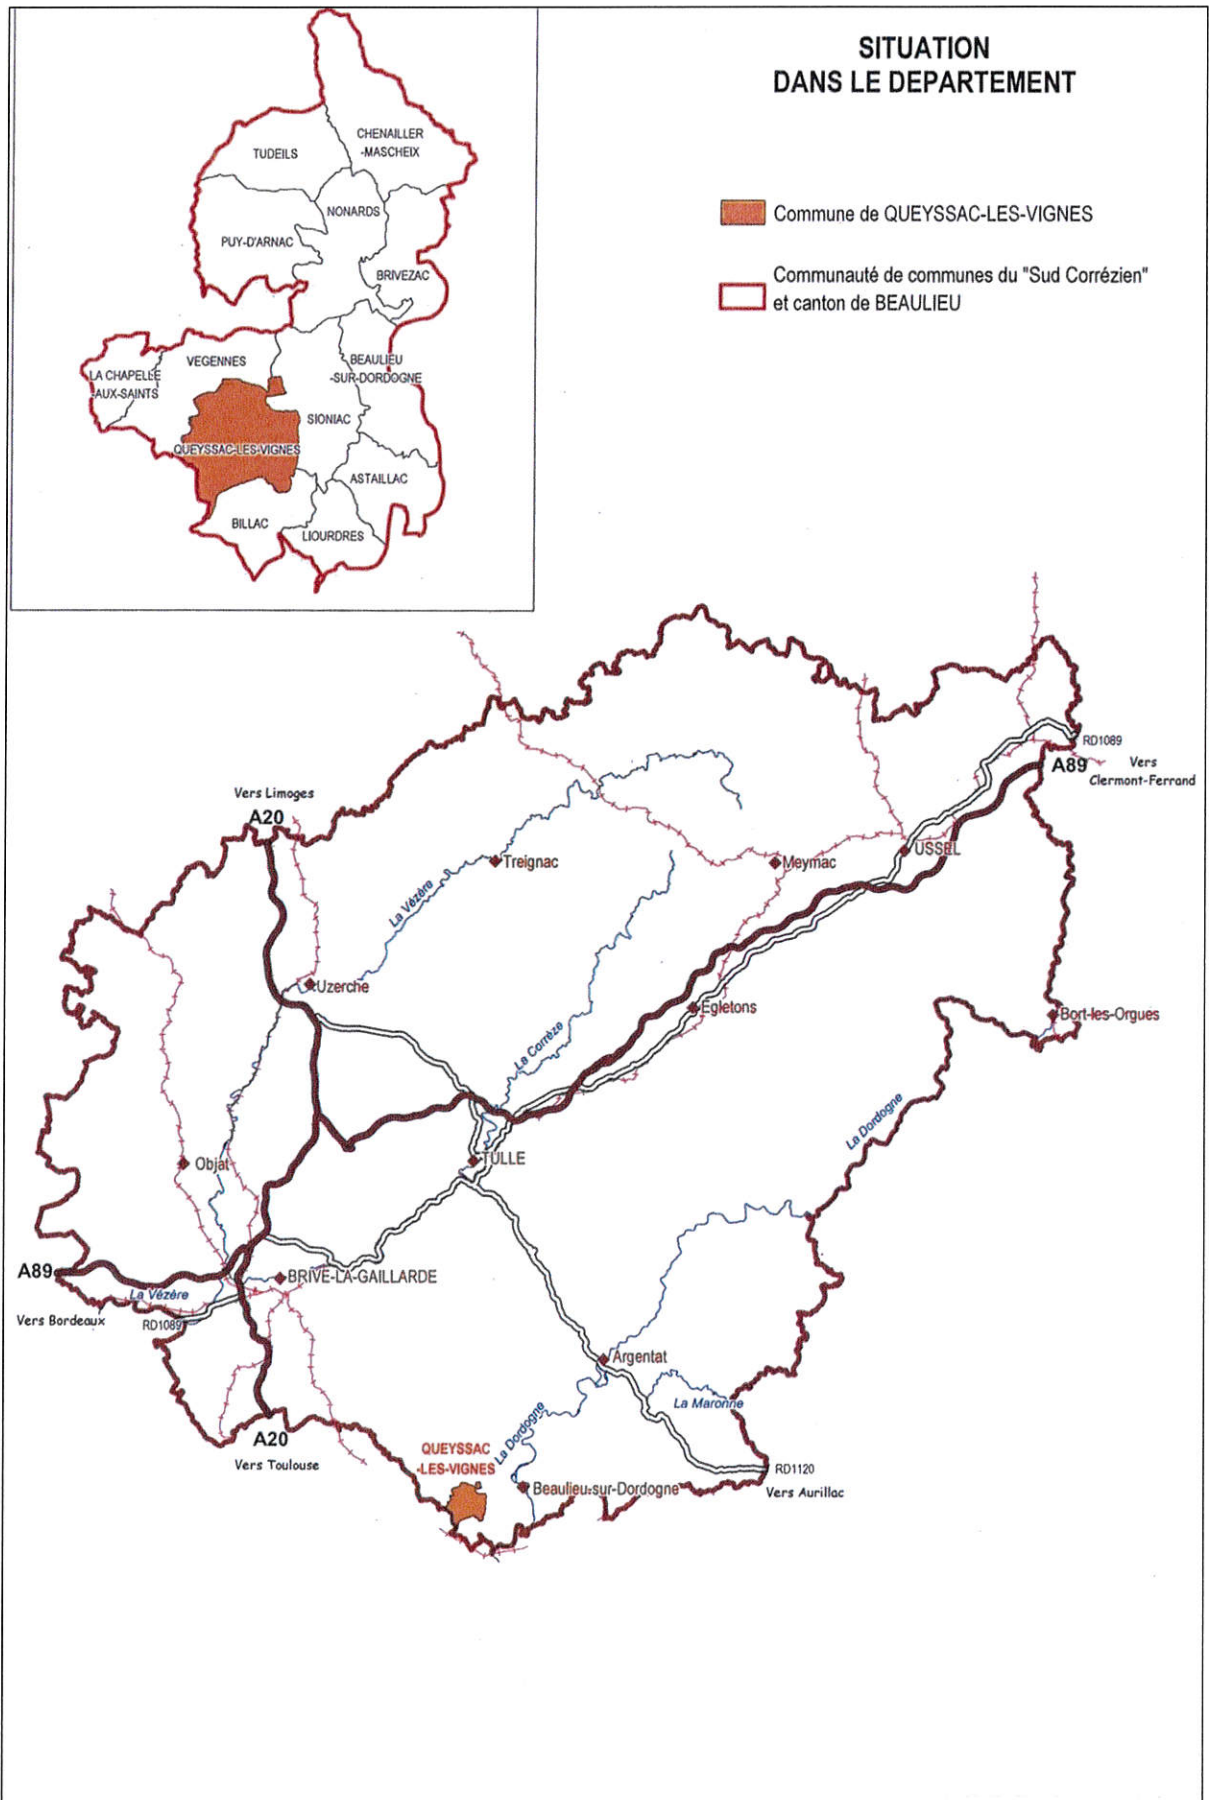 SITUATION
DANS LE DEPARTEMENT
Commune de QUEYSSAC-LES-VIGNES
Communauté de communes du "Sud Corrézien"
et canton de BEAULIEU
TUDEILS
CHENAILLER
-MASCHEIX
NONARDS
PUY-D'ARNAC
BRIVEZAC
VEGENNES
LA CHAPELLE
-AUX-SAINTS
BEAULIEU
-SUR-DORDOGNE
SIONIAC
QUEYSSAC-LES-VIGNES
ASTAILLAC
BILLAC
LIOURDRES
RD1089
A89
Vers
Clermont-Ferrand
Vers Limoges
A20
USSEL
Treignac
Meymac
La Vézère
Uzerche
Egletons
Bort-les-Orgues
La Corrèze
La Dordogne
Objat
TULLE
A89
BRIVE-LA-GAILLARDE
La Vézère
Vers Bordeaux
RD1089
Argentat
La Maronne
La Dordogne
A20
Vers Toulouse
QUEYSSAC
-LES-VIGNES
RD1120
Beaulieu-sur-Dordogne
Vers Aurillac